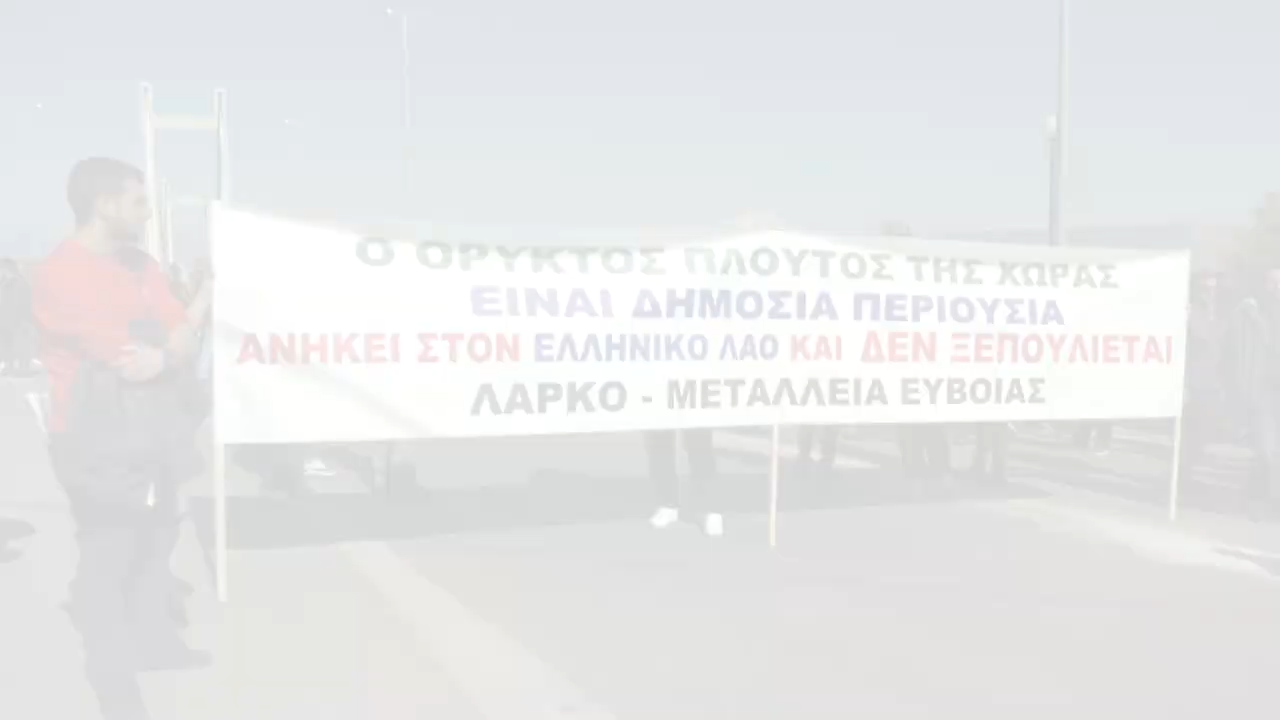 Ο ΟΡΥΚΤΟΣ ΠΛΟΥΤΟΣ ΤΗΣ ΧΩΡΑΣ
ΕΙΝΑΙ ΔΗΜΟΣΙΑ ΠΕΡΙΟΥΣΙΑ
ΑΝΗΚΕΙ ΣΤΟΝ ΕΛΛΗΝΙΚΟ ΛΑΟ ΚΑΙ ΔΕΝ ΞΕΠΟΥΛΙΕΤΑΙ
ΛΑΡΚΟ - ΜΕΤΑΛΛΕΙΑ ΕΥΒΟΙΑΣ